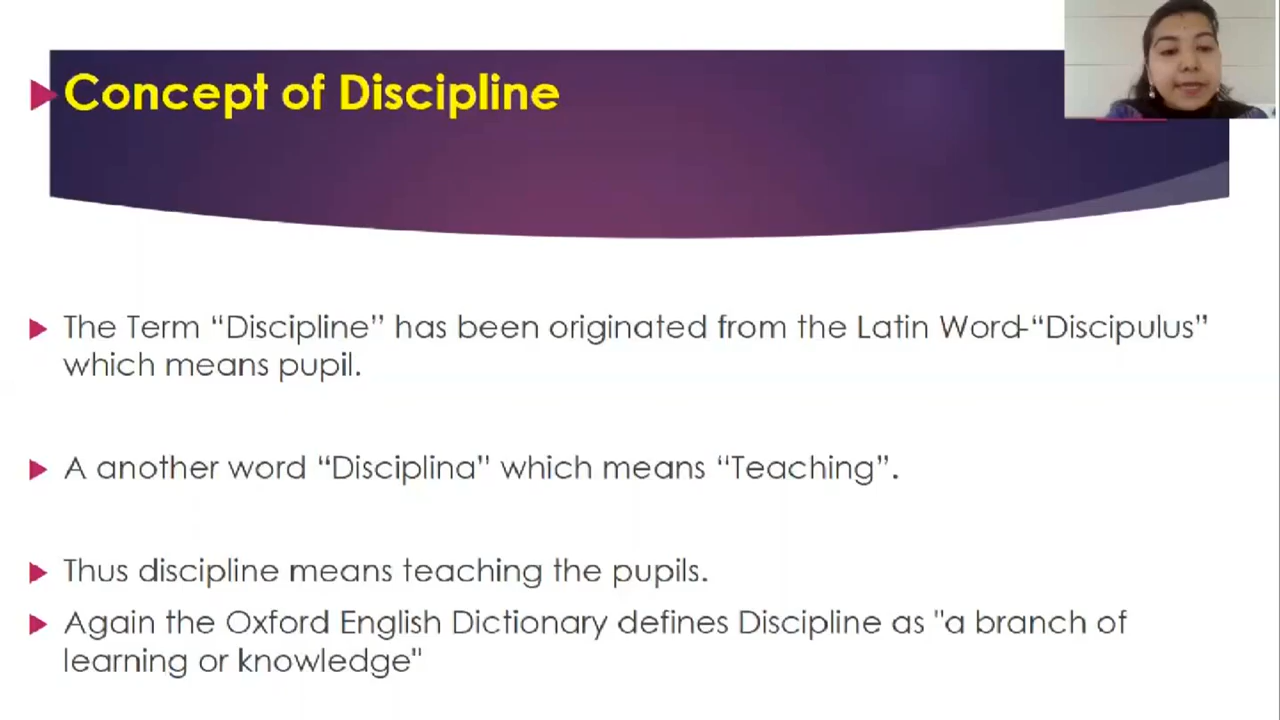 Concept of Discipline
The Term “Discipline” has been originated from the Latin Word-“Discipulus”
which means pupil.
A another word “Disciplina” which means “Teaching”.
Thus discipline means teaching the pupils.
Again the Oxford English Dictionary defines Discipline as "a branch of
learning or knowledge"